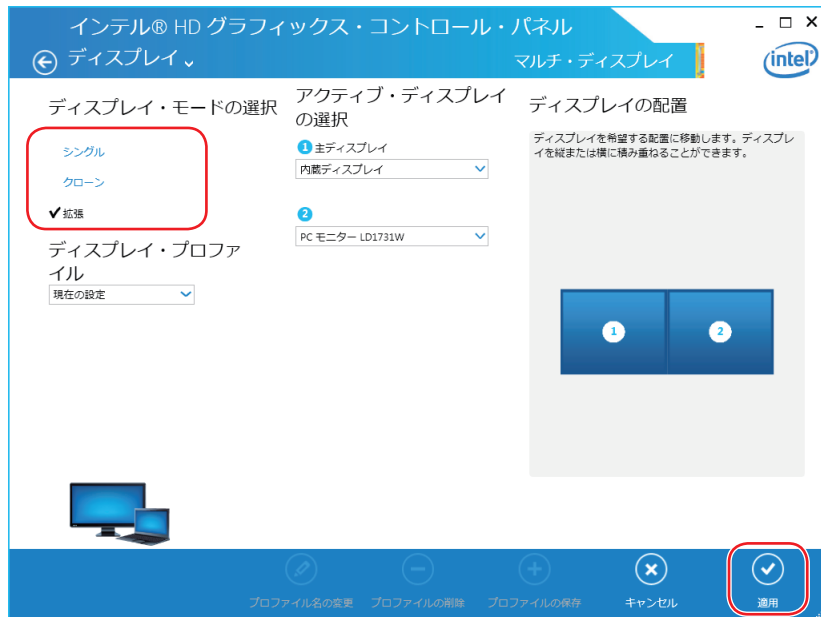 インテル® HD グラフィックス・コントロール・パネル
ディスプレイ
マルチ・ディスプレイ
intel
ディスプレイ・モードの選択
シングル
クローン
拡張
ディスプレイ・プロファ
イル
現在の設定
アクティブ・ディスプレイ
の選択
1 主ディスプレイ
内蔵ディスプレイ
2
PC モニター LD1731W
ディスプレイの配置
ディスプレイを希望する配置に移動します。ディスプレ
イを縦または横に積み重ねることができます。
1
2
プロファイル名の変更
プロファイルの削除
プロファイルの保存
キャンセル
適用